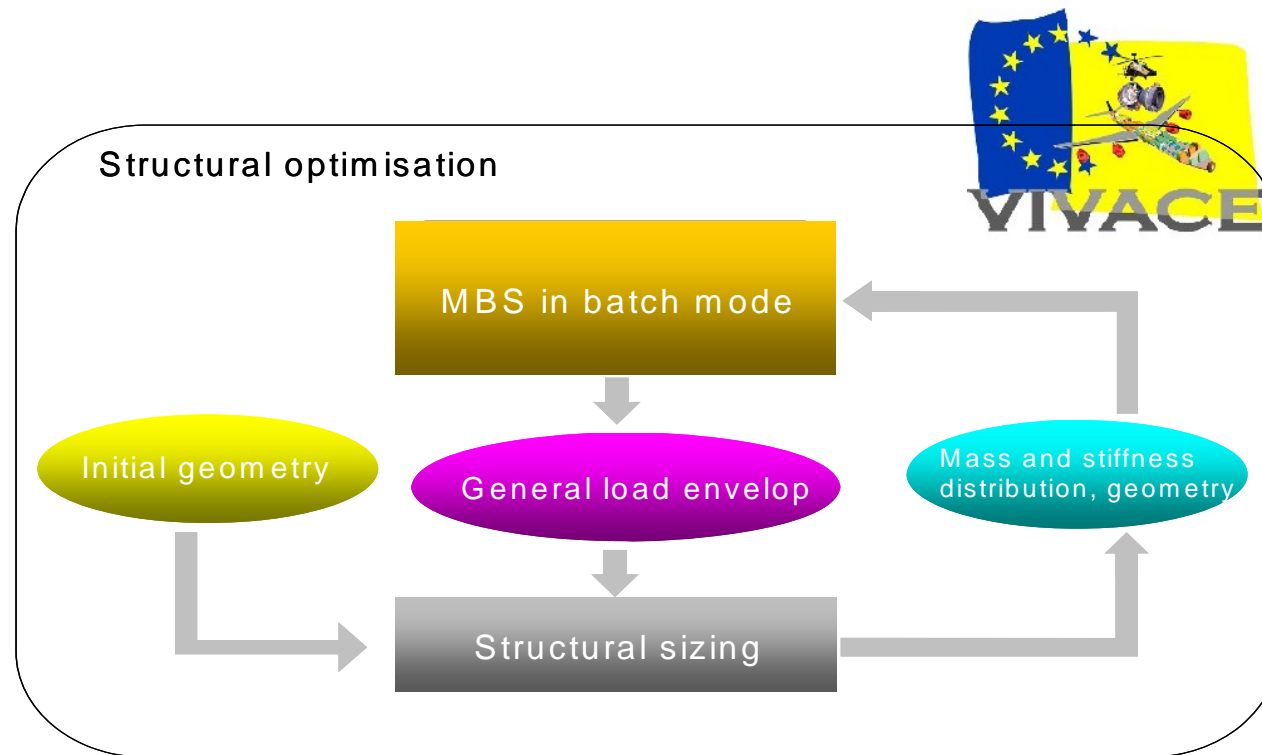 VIVACE
Structural optimisation
MBS in batch mode
Initial geometry
General load envelop
Mass and stiffness
distribution, geometry
Structural sizing